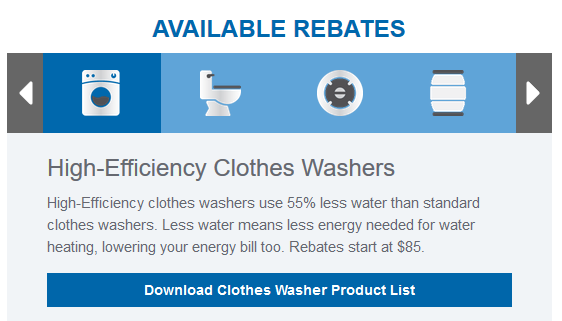 AVAILABLE REBATES
High-Efficiency Clothes Washers
High-Efficiency clothes washers use 55% less water than standard
clothes washers. Less water means less energy needed for water
heating, lowering your energy bill too. Rebates start at $85.
Download Clothes Washer Product List